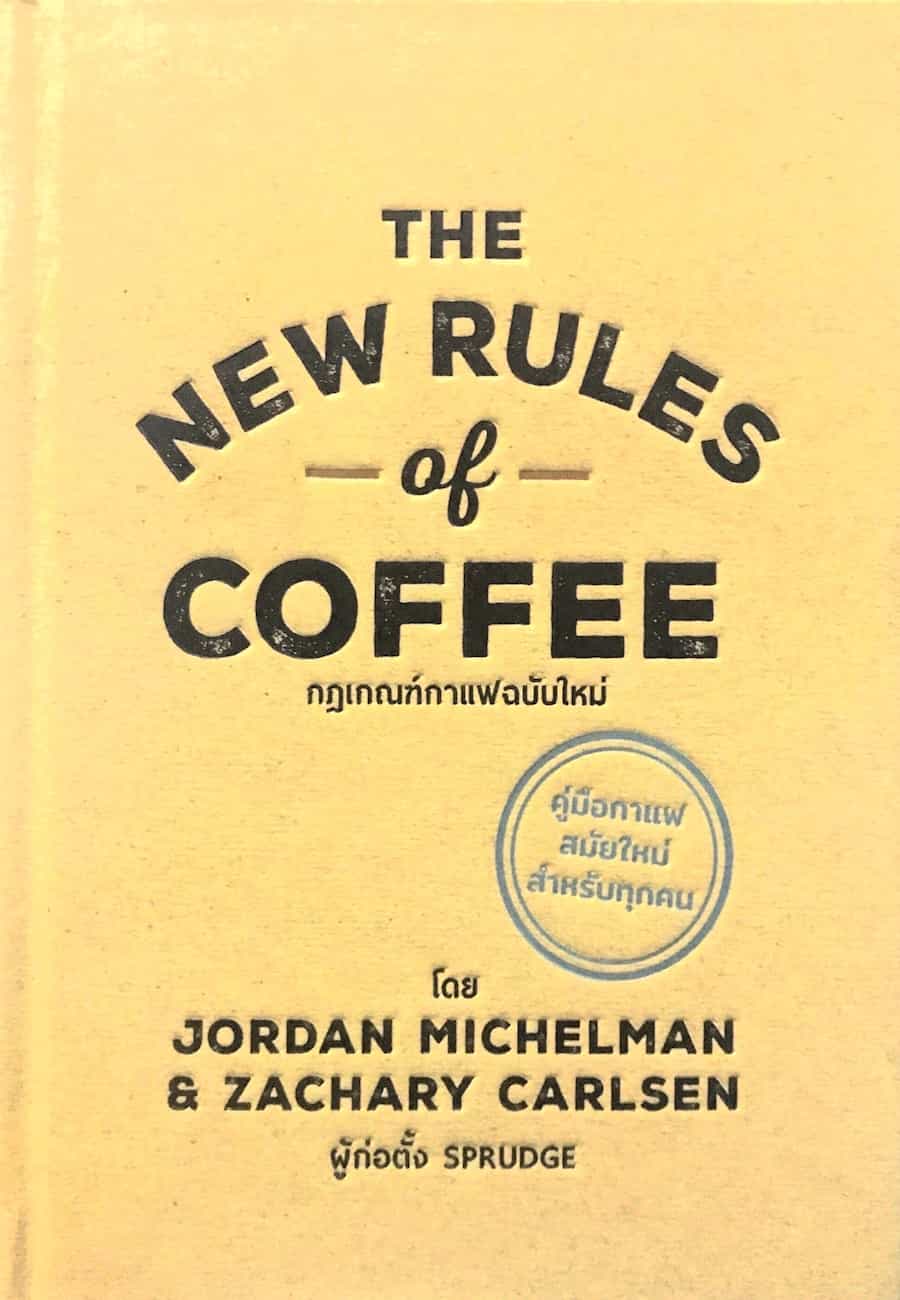 THE
NEW RULES
of
COFFEE
กฎเกณฑ์กาแฟฉบับใหม่
คู่มือกาแฟ
สมัยใหม่
สำหรับทุกคน
โดย
JORDAN MICHELMAN
& ZACHARY CARLSEN
ผู้ก่อตั้ง SPRUDGE